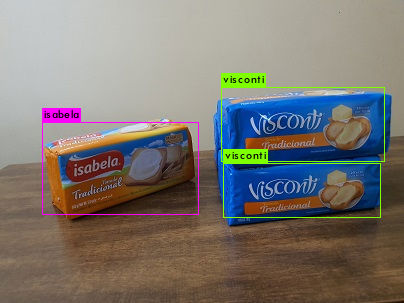 visconti
isabela
VISCONTI
Tradicional
visconti
isabela
Tradicional
VISCONTI
Tradicional